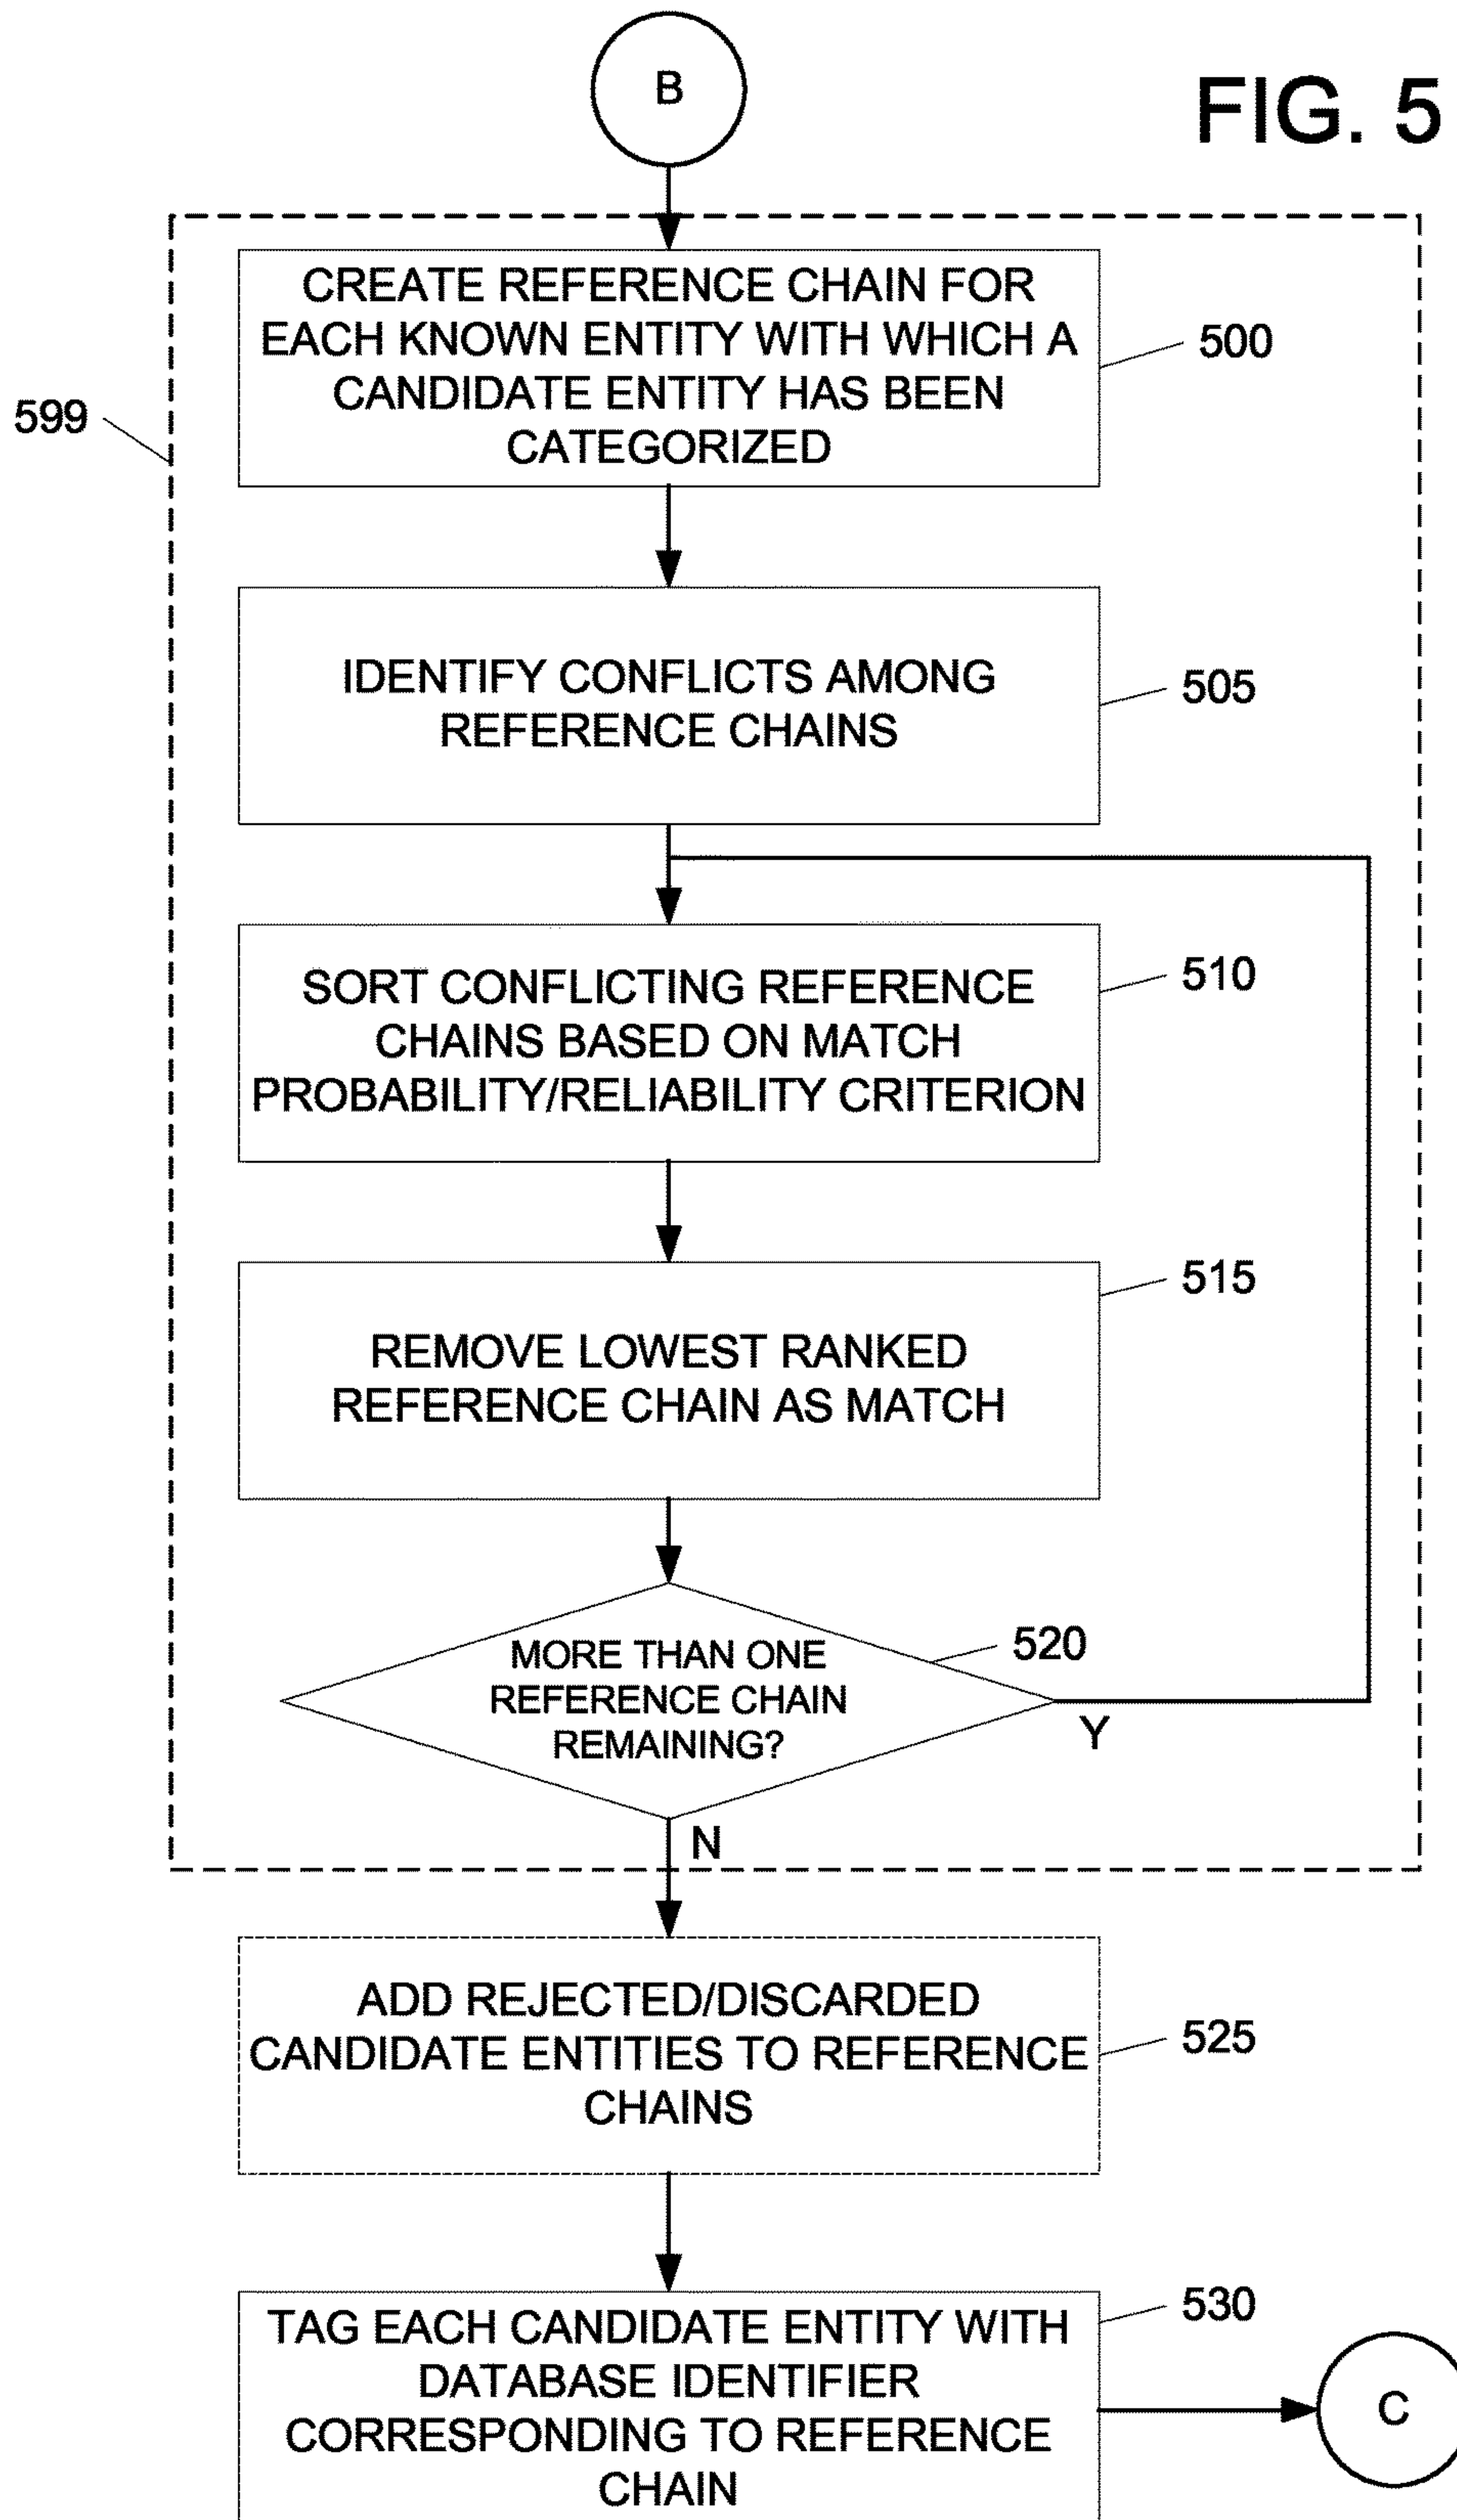 B
FIG. 5
CREATE REFERENCE CHAIN FOR
EACH KNOWN ENTITY WITH WHICH A
CANDIDATE ENTITY HAS BEEN
CATEGORIZED
500
599
IDENTIFY CONFLICTS AMONG
REFERENCE CHAINS
505
SORT CONFLICTING REFERENCE
CHAINS BASED ON MATCH
PROBABILITY/RELIABILITY CRITERION
510
REMOVE LOWEST RANKED
REFERENCE CHAIN AS MATCH
515
MORE THAN ONE
REFERENCE CHAIN
REMAINING?
520
Y
N
ADD REJECTED/DISCARDED
CANDIDATE ENTITIES TO REFERENCE
CHAINS
525
TAG EACH CANDIDATE ENTITY WITH
DATABASE IDENTIFIER
CORRESPONDING TO REFERENCE
CHAIN
530
C